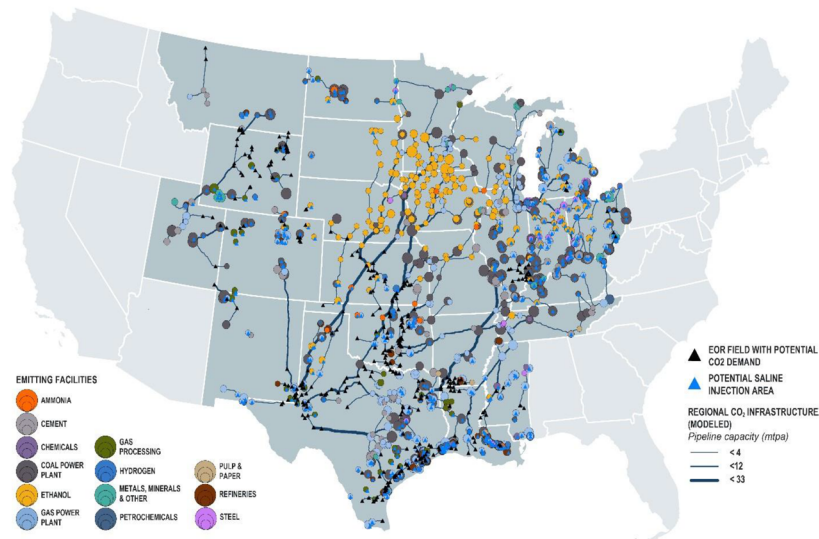 EOR FIELD WITH POTENTIAL
CO2 DEMAND
POTENTIAL SALINE
INJECTION AREA
REGIONAL CO₂ INFRASTRUCTURE
(MODELED)
Pipeline capacity (mtpa)
< 4
<12
< 33
EMITTING FACILITIES
AMMONIA
CEMENT
CHEMICALS
COAL POWER
PLANT
ETHANOL
GAS POWER
PLANT
GAS
PROCESSING
HYDROGEN
METALS, MINERALS
& OTHER
PETROCHEMICALS
PULP &
PAPER
REFINERIES
STEEL